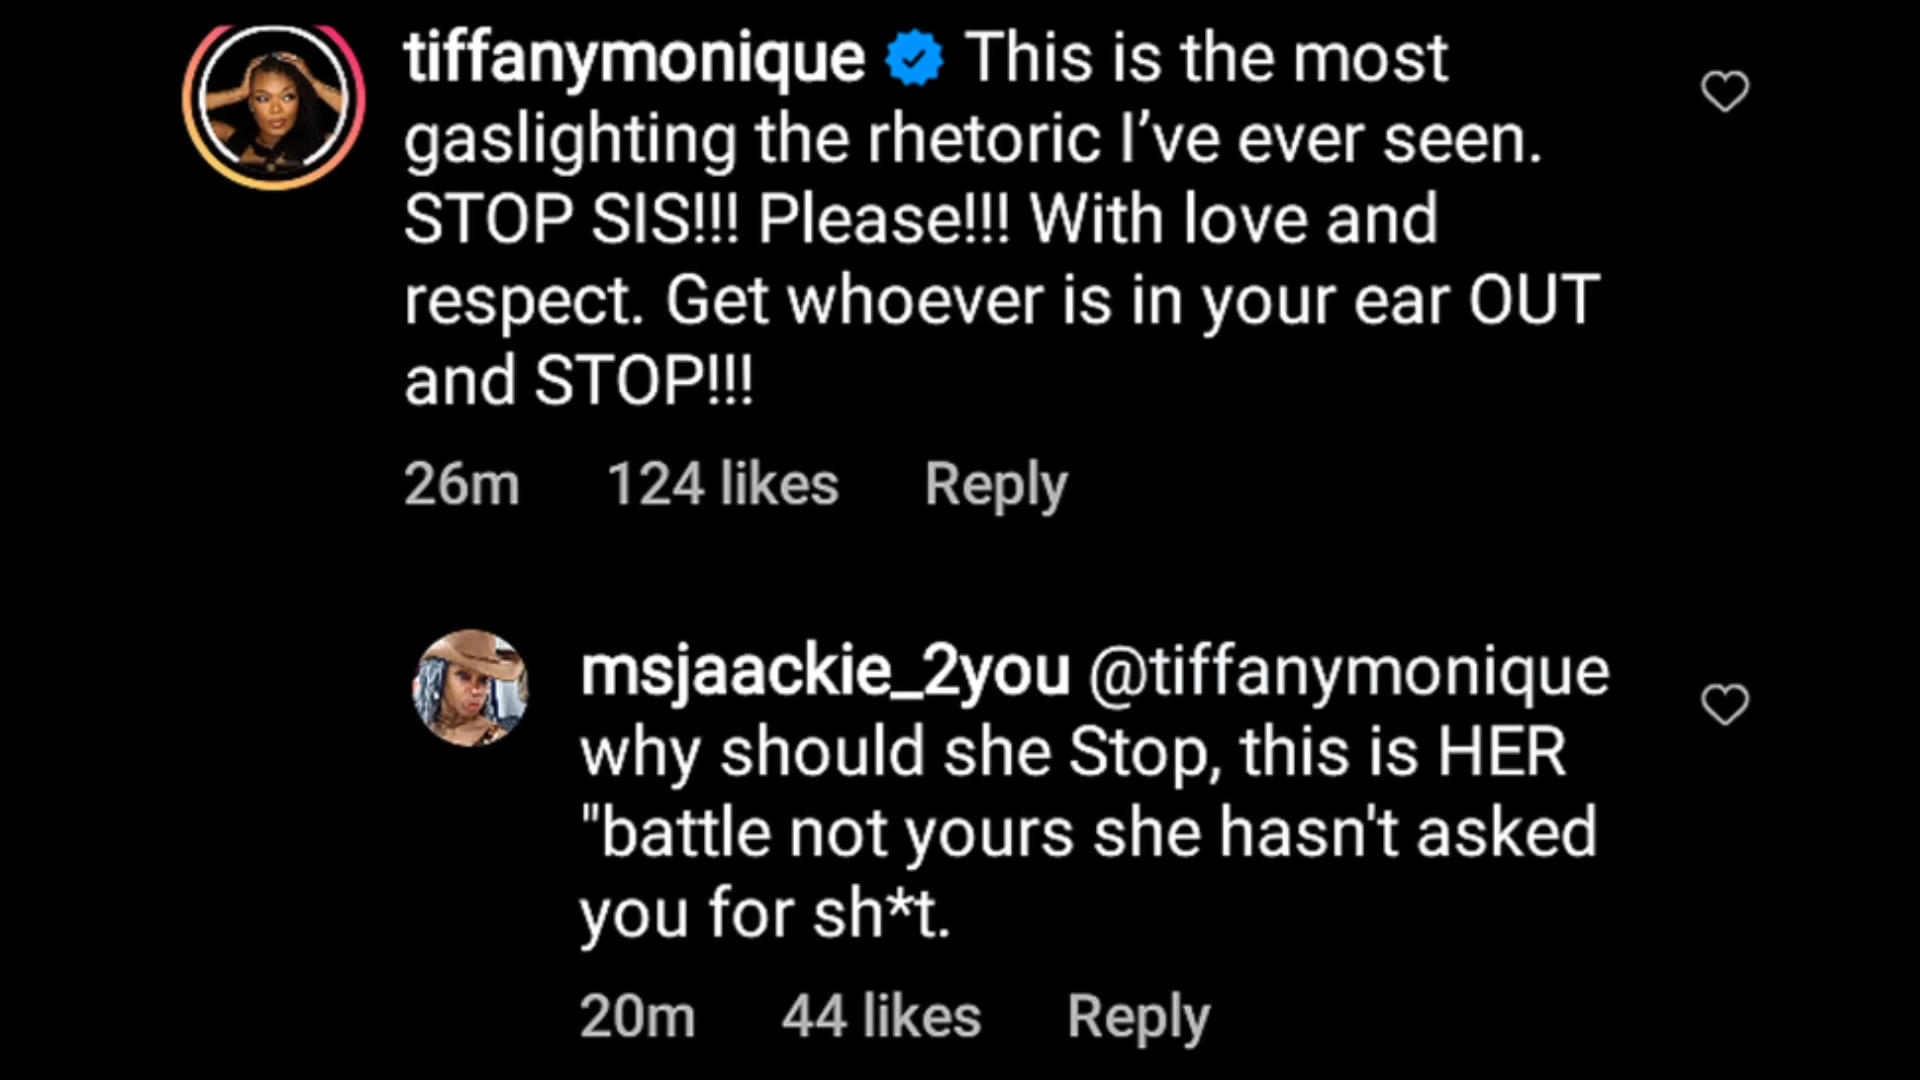 tiffanymonique This is the most
gaslighting the rhetoric I’ve ever seen.
STOP SIS!!! Please!!! With love and
respect. Get whoever is in your ear OUT
and STOP!!!
26m 124 likes Reply
msjaackie_2you @tiffanymonique
why should she Stop, this is HER
"battle not yours she hasn't asked
you for sh*t.
20m 44 likes Reply